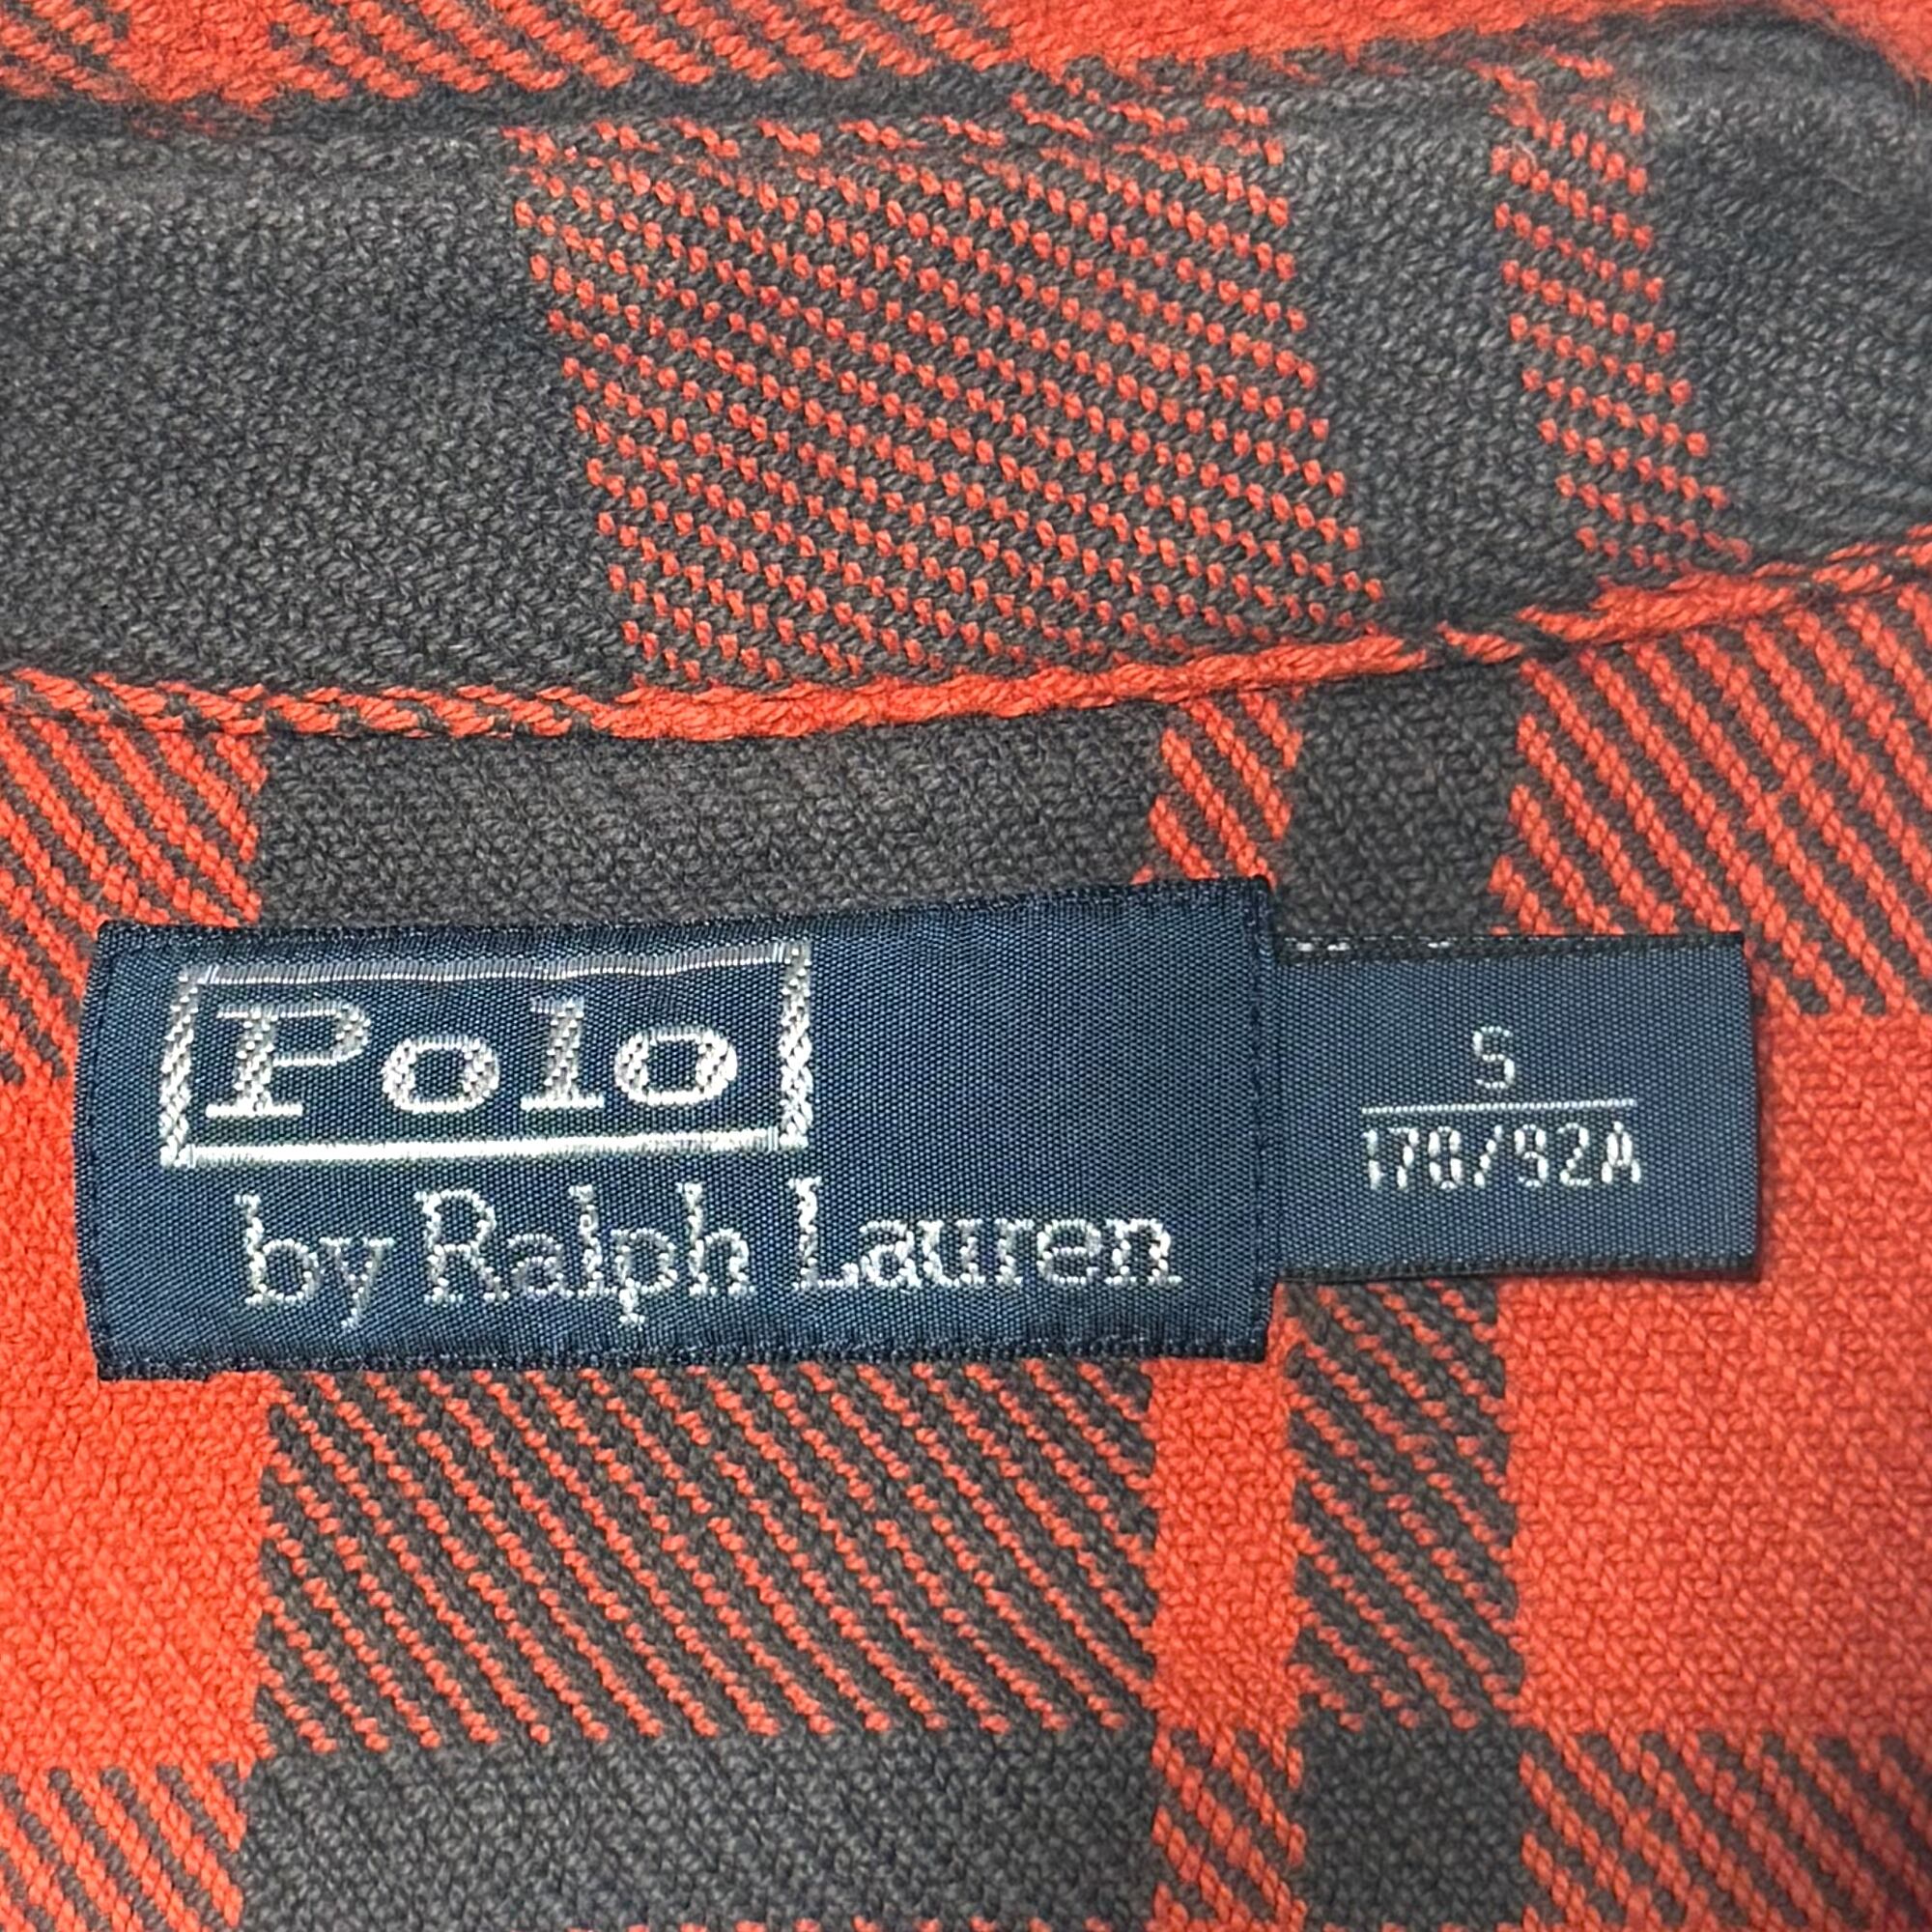 Polo
by Ralph Lauren
S
170/92A